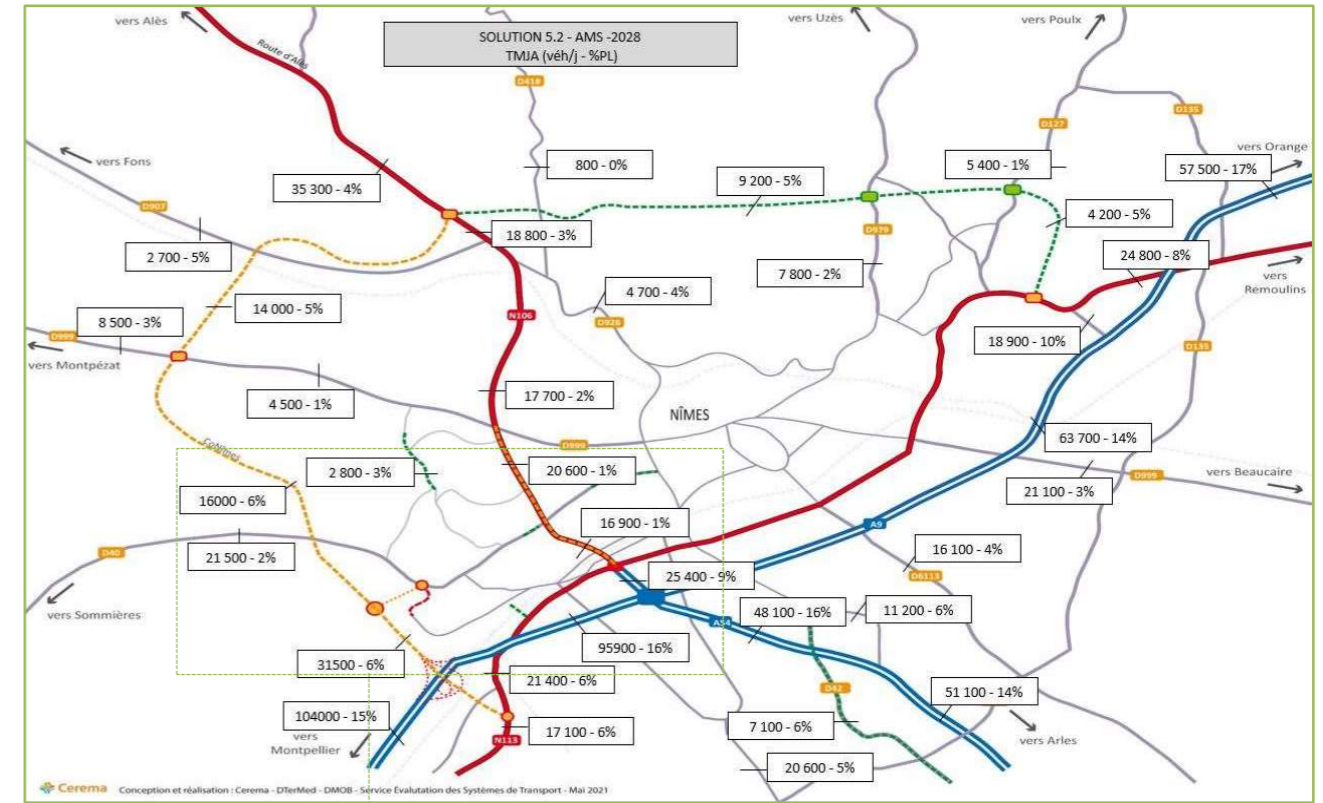 vers Alès
vers Uzès
vers Poulx
SOLUTION 5.2 - AMS -2028
TMJA (véh/j - %PL)
Route d'Alès
D418
D135
D127
vers Orange
vers Fons
800 - 0%
5 400 - 1%
57 500 - 17%
35 300 - 4%
9 200 - 5%
D907
4 200 - 5%
18 800 - 3%
D979
2 700 - 5%
24 800 - 8%
7 800 - 2%
vers
Remoulins
14 000 - 5%
4 700 - 4%
8 500 - 3%
N106
D926
D999
18 900 - 10%
D135
vers Montpézat
17 700 - 2%
4 500 - 1%
NÎMES
63 700 - 14%
D999
2 800 - 3%
20 600 - 1%
vers Beaucaire
D999
16000 - 6%
21 100 - 3%
16 900 - 1%
A9
21 500 - 2%
D40
16 100 - 4%
25 400 - 9%
D6113
vers Sommières
48 100 - 16%
11 200 - 6%
A54
95900 - 16%
31500 - 6%
21 400 - 6%
D42
51 100 - 14%
104000 - 15%
7 100 - 6%
17 100 - 6%
vers
Montpellier
N113
vers Arles
20 600 - 5%
Cerema Conception et réalisation : Cerema - DTerMed - DMOB - Service Évalutation des Systèmes de Transport - Mai 2021